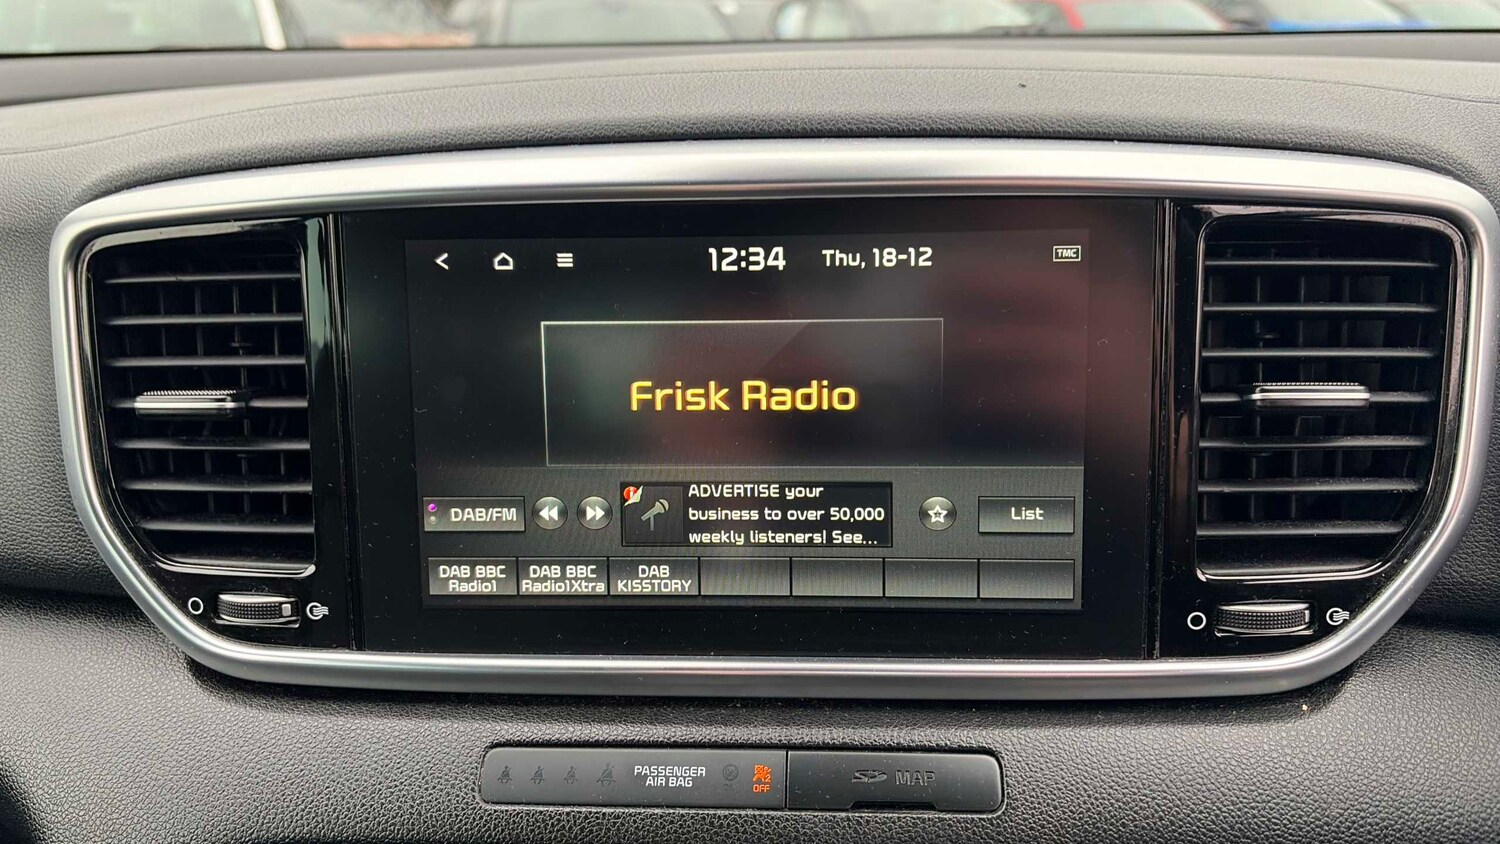 12:34 Thu, 18-12 TMC
Frisk Radio
DAB/FM
ADVERTISE your
business to over 50,000
weekly listeners! See...
List
DAB BBC
Radio1
DAB BBC
Radio1Xtra
DAB
KISSTORY
PASSENGER
AIR BAG
OFF
SD MAP